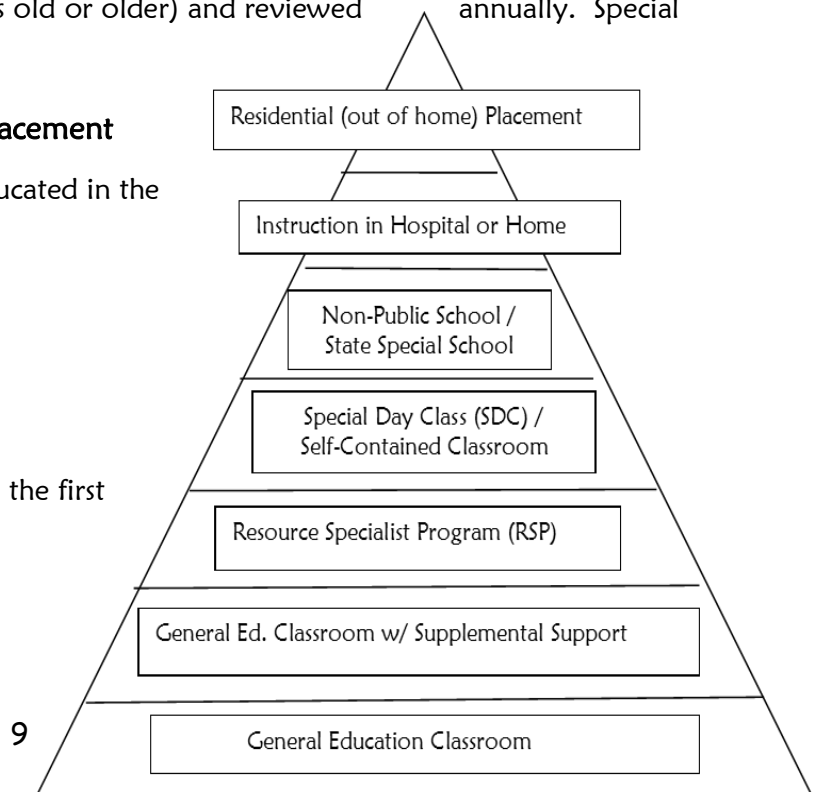 s old or older) and reviewed annually. Special
Residential (out of home) Placement
acement
ucated in the
Instruction in Hospital or Home
Non-Public School /
State Special School
Special Day Class (SDC) /
Self-Contained Classroom
the first
Resource Specialist Program (RSP)
General Ed. Classroom w/ Supplemental Support
9
General Education Classroom